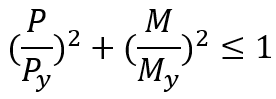 (P/P_y)² + (M/M_y)² ≤ 1